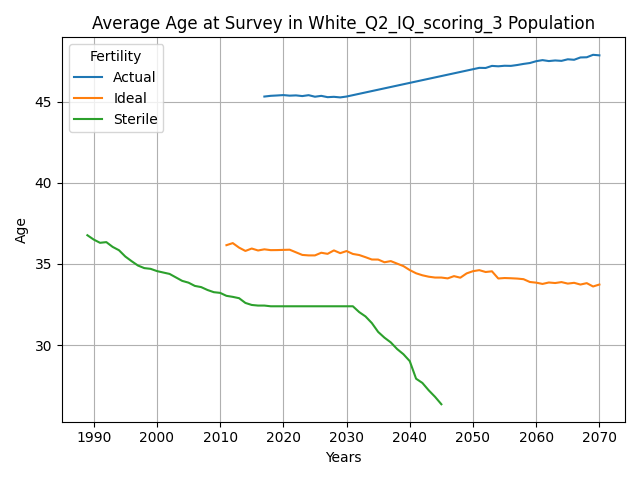 Average Age at Survey in White_Q2_IQ_scoring_3 Population
Fertility
Actual
Ideal
Sterile
Age
45
40
35
30
1990 2000 2010 2020 2030 2040 2050 2060 2070
Years